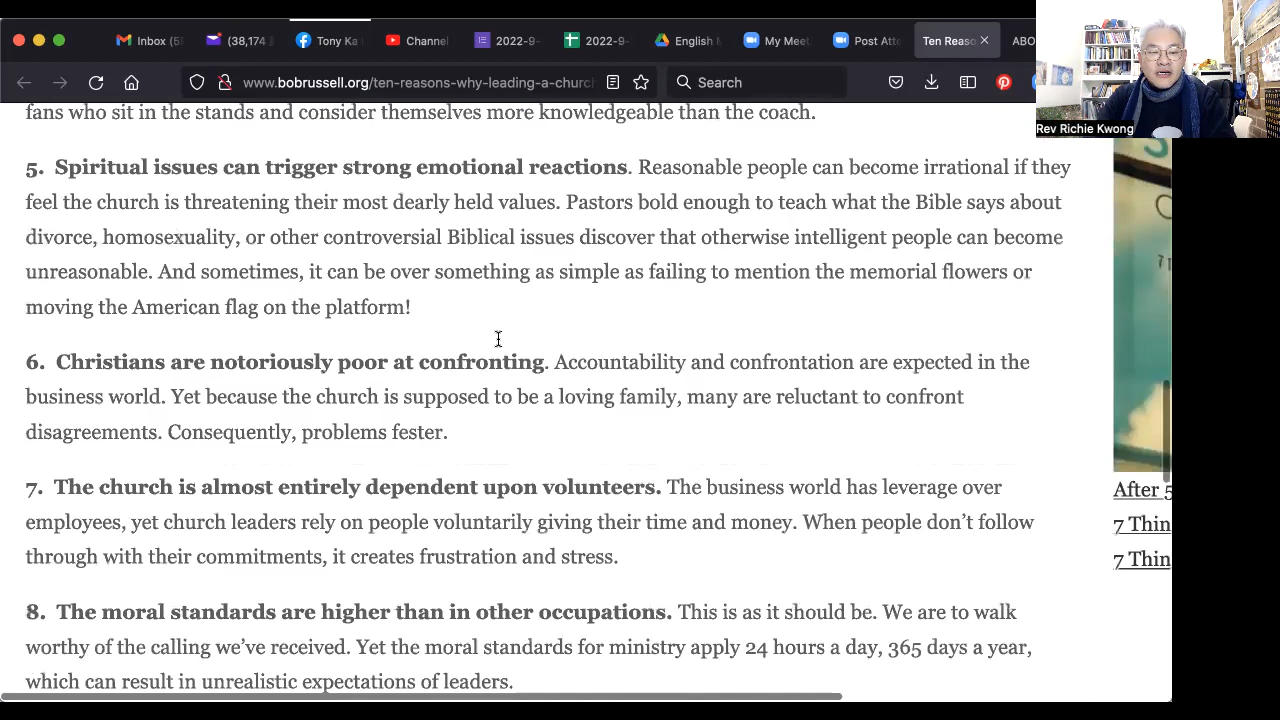 Inbox (5
(38,174
Tony Ka
Channel
2022-9-
2022-9-
English
My Mee
Post Atte
Ten Reaso
ABO
www.bobrussell.org/ten-reasons-why-leading-a-church
Search
Rev Richie Kwong
fans who sit in the stands and consider themselves more knowledgeable than the coach.
5. Spiritual issues can trigger strong emotional reactions. Reasonable people can become irrational if they
feel the church is threatening their most dearly held values. Pastors bold enough to teach what the Bible says about
divorce, homosexuality, or other controversial Biblical issues discover that otherwise intelligent people can become
unreasonable. And sometimes, it can be over something as simple as failing to mention the memorial flowers or
moving the American flag on the platform!
6. Christians are notoriously poor at confronting. Accountability and confrontation are expected in the
business world. Yet because the church is supposed to be a loving family, many are reluctant to confront
disagreements. Consequently, problems fester.
7. The church is almost entirely dependent upon volunteers. The business world has leverage over
employees, yet church leaders rely on people voluntarily giving their time and money. When people don’t follow
through with their commitments, it creates frustration and stress.
8. The moral standards are higher than in other occupations. This is as it should be. We are to walk
worthy of the calling we’ve received. Yet the moral standards for ministry apply 24 hours a day, 365 days a year,
which can result in unrealistic expectations of leaders.
After 5
7 Thin
7 Thin